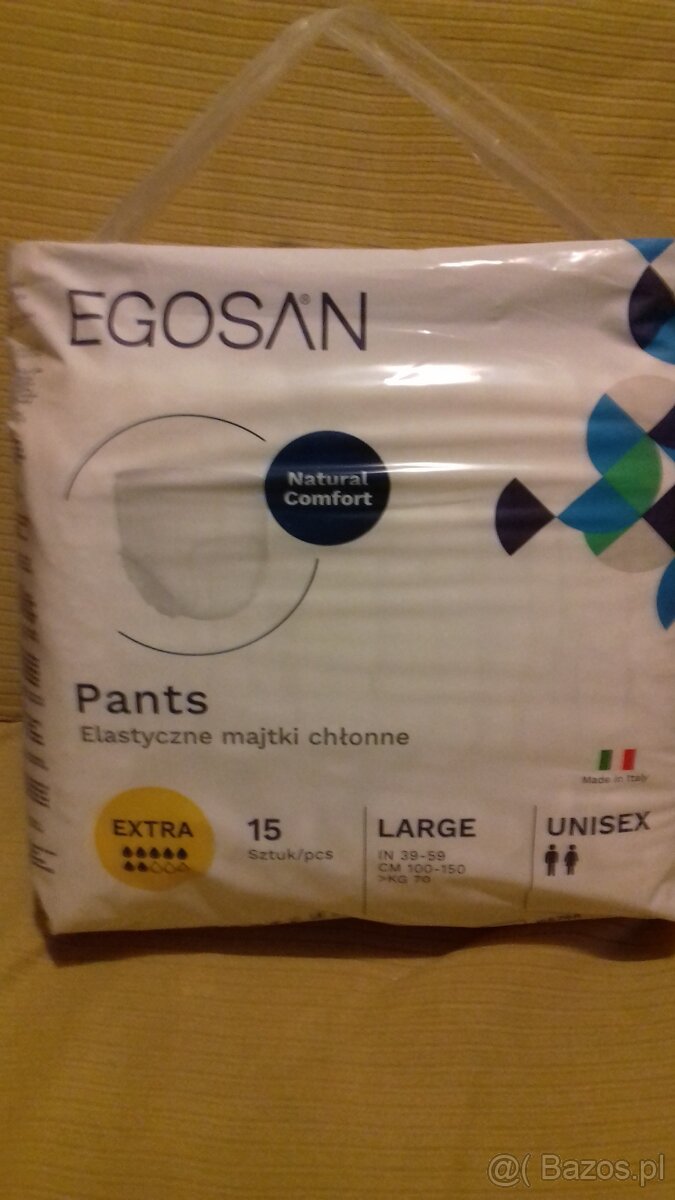 EGOSAN®
Natural
Comfort
Pants
Elastyczne majtki chłonne
Made in Italy
EXTRA
15
Sztuk/pcs
LARGE
IN 39-59
CM 100-150
>KG 70
UNISEX
@( Bazos.pl